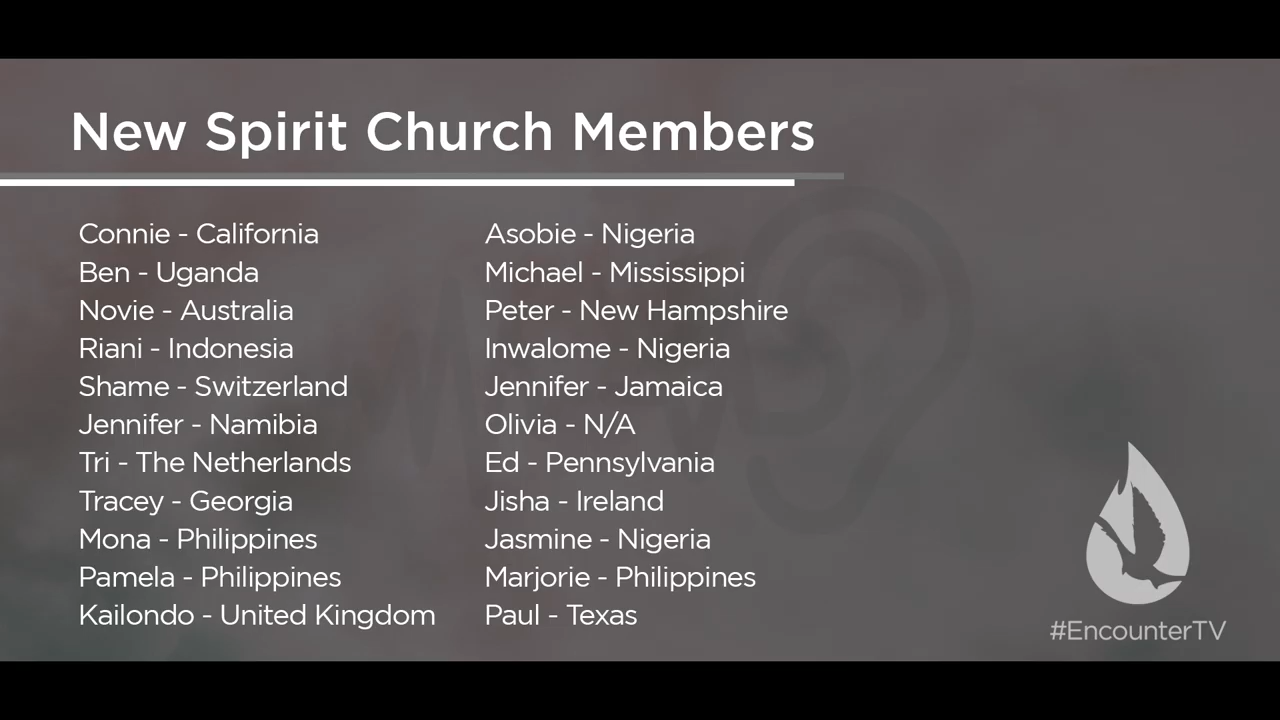 New Spirit Church Members
Connie - California
Ben - Uganda
Novie - Australia
Riani - Indonesia
Shame - Switzerland
Jennifer - Namibia
Tri - The Netherlands
Tracey - Georgia
Mona - Philippines
Pamela - Philippines
Kailondo - United Kingdom
Asobie - Nigeria
Michael - Mississippi
Peter - New Hampshire
Inwalome - Nigeria
Jennifer - Jamaica
Olivia - N/A
Ed - Pennsylvania
Jisha - Ireland
Jasmine - Nigeria
Marjorie - Philippines
Paul - Texas
#EncounterTV